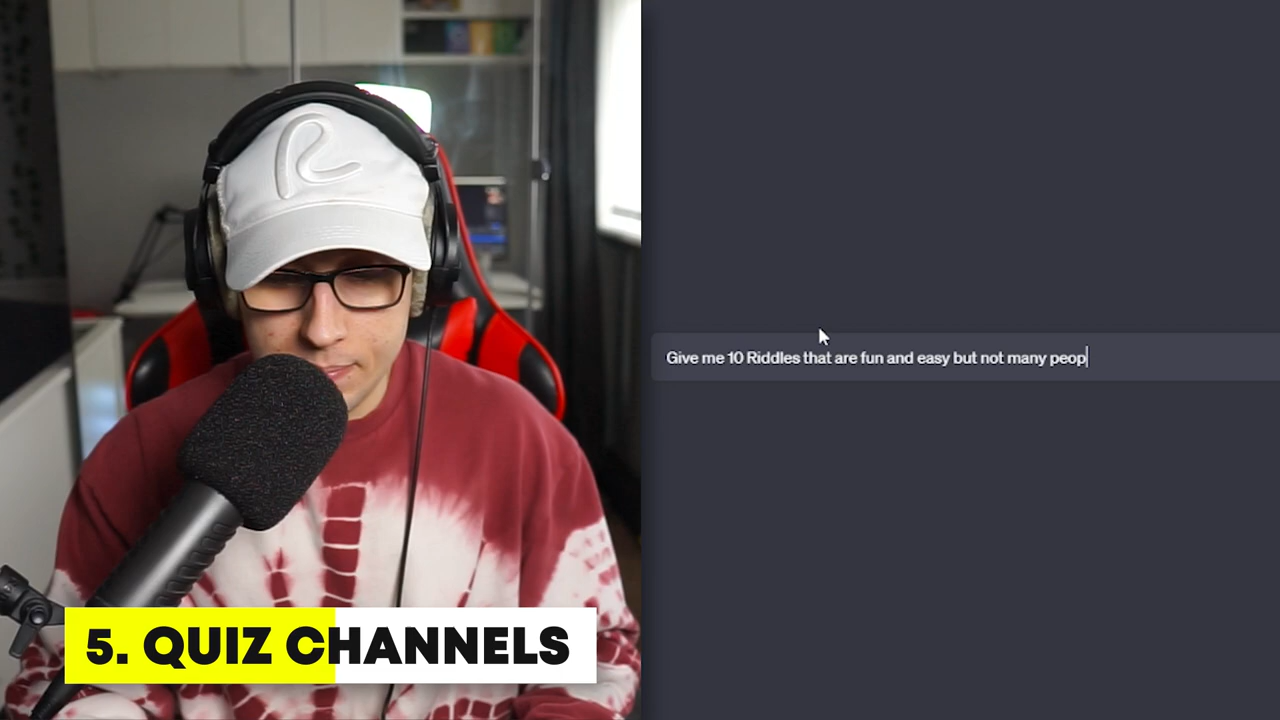 R
Give me 10 Riddles that are fun and easy but not many peop
5. QUIZ CHANNELS